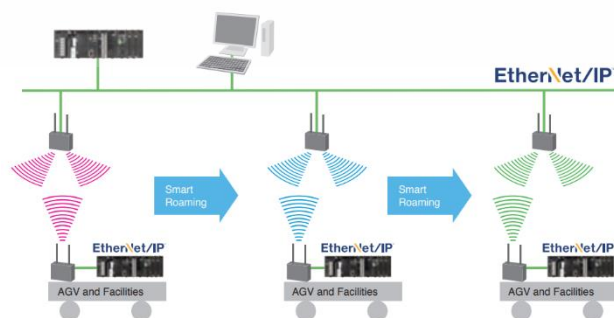 EtherNet/IP
Smart
Roaming
Smart
Roaming
EtherNet/IP
EtherNet/IP
EtherNet/IP
AGV and Facilities
AGV and Facilities
AGV and Facilities